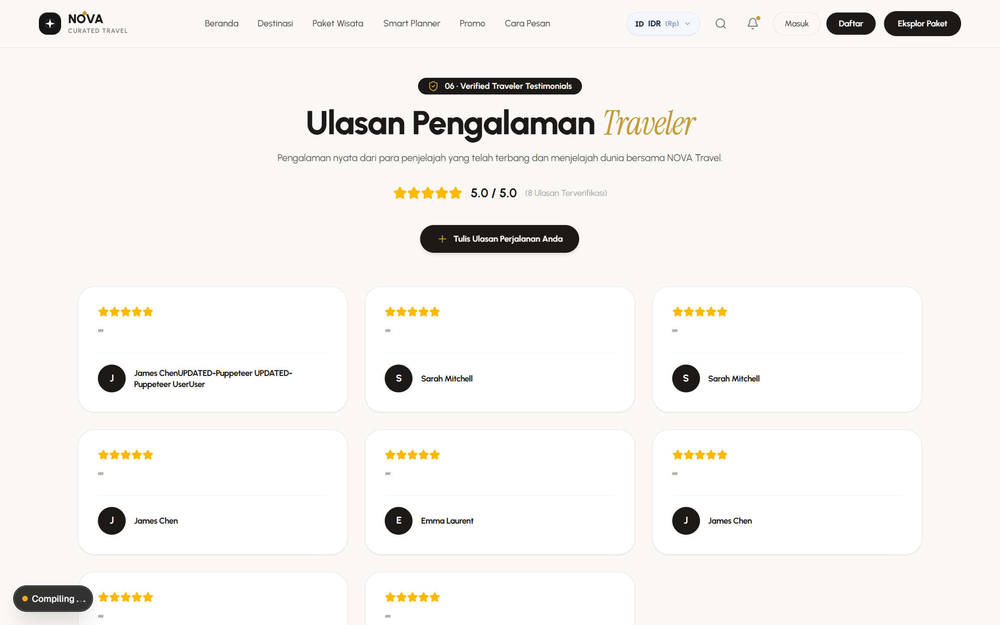 NOVA
CURATED TRAVEL
Beranda
Destinasi
Paket Wisata
Smart Planner
Promo
Cara Pesan
ID IDR (Rp)
Masuk
Daftar
Eksplor Paket
06 · Verified Traveler Testimonials
Ulasan Pengalaman Traveler
Pengalaman nyata dari para penjelajah yang telah terbang dan menjelajah dunia bersama NOVA Travel.
5.0 / 5.0 (8 Ulasan Terverifikasi)
Tulis Ulasan Perjalanan Anda
""
J
James ChenUPDATED-Puppeteer UPDATED-
Puppeteer UserUser
""
S
Sarah Mitchell
""
S
Sarah Mitchell
""
J
James Chen
""
E
Emma Laurent
""
J
James Chen
Compiling ...
""
""